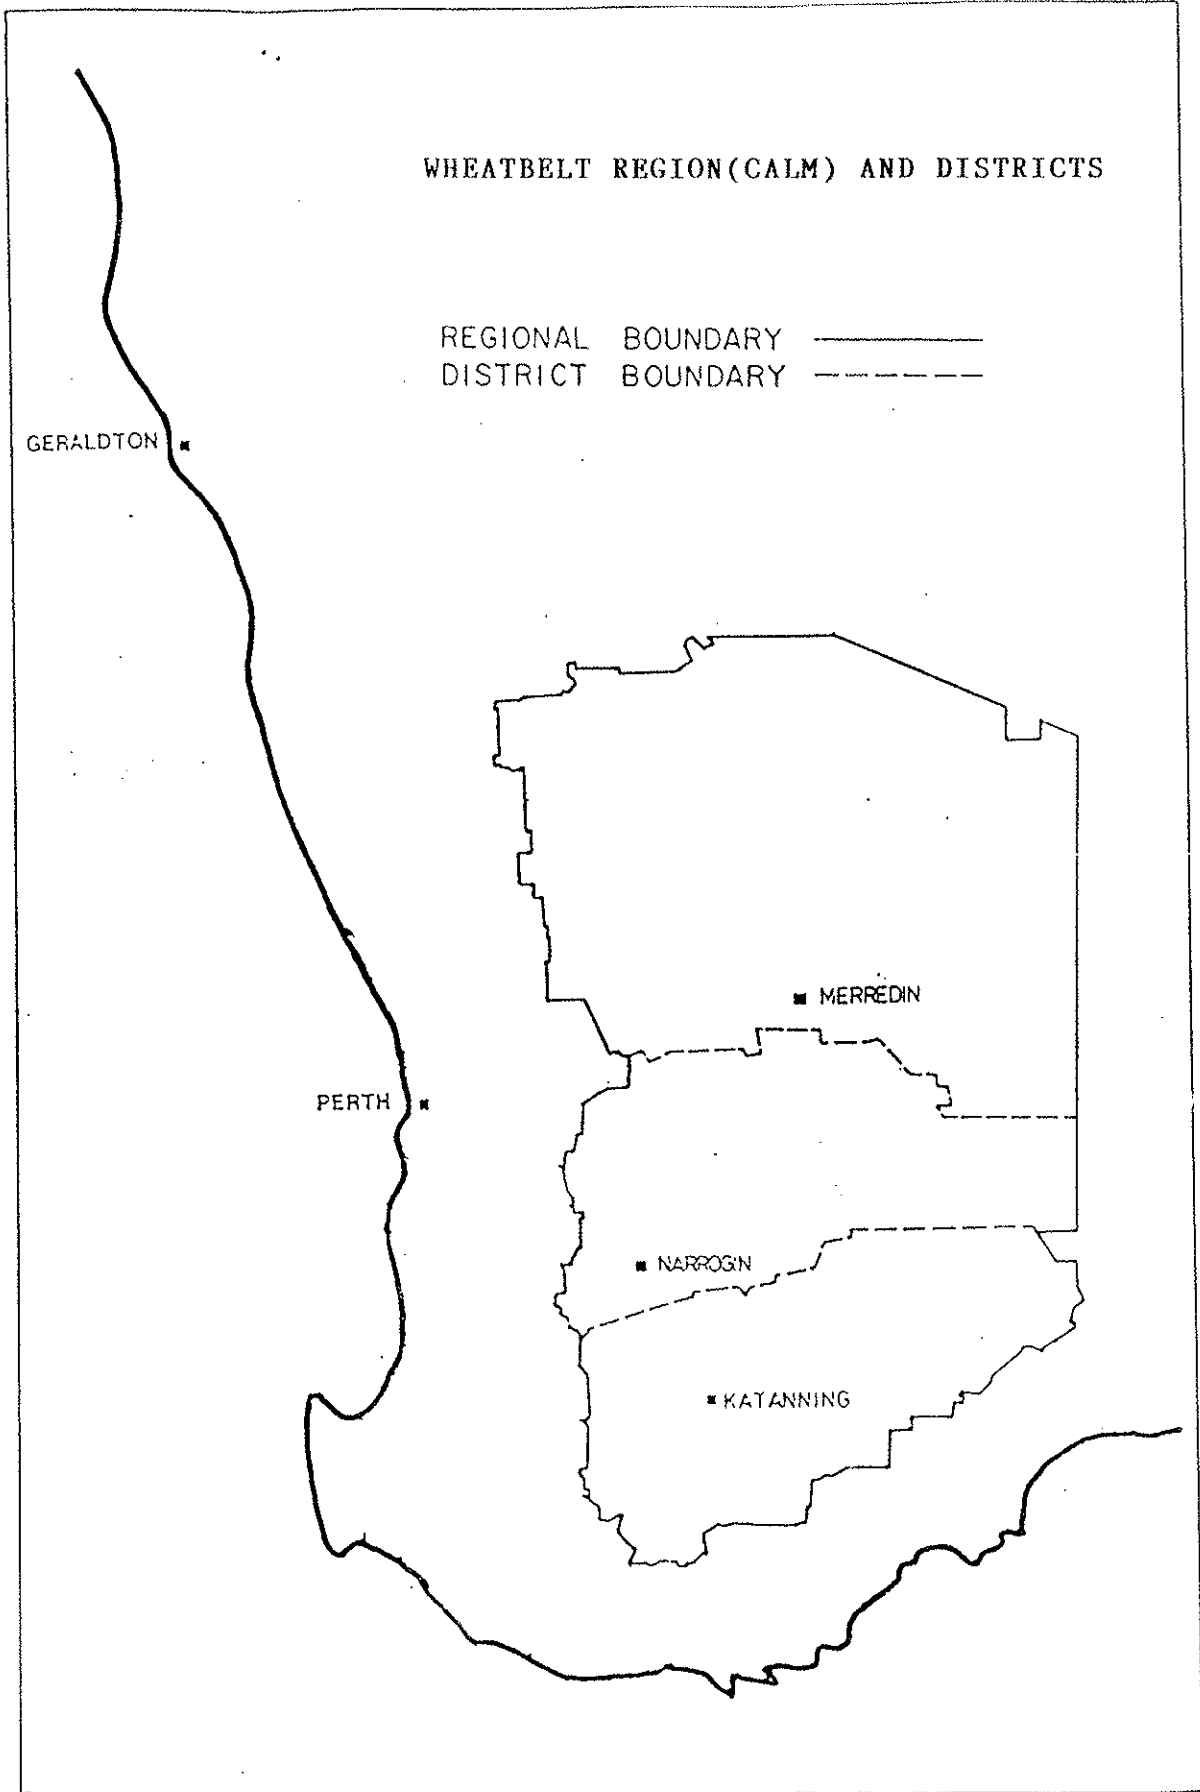 WHEATBELT REGION(CALM) AND DISTRICTS
REGIONAL BOUNDARY
DISTRICT BOUNDARY
GERALDTON
MERREDIN
PERTH
NARROGIN
KATANNING